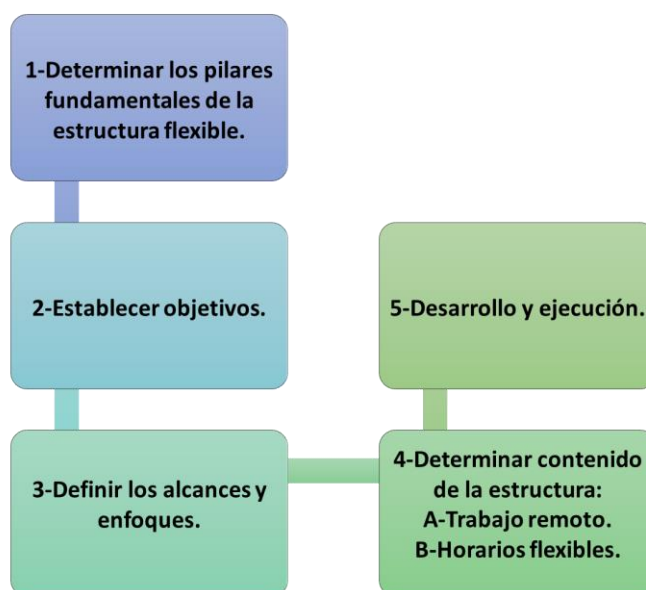 1-Determinar los pilares
fundamentales de la
estructura flexible.
2-Establecer objetivos.
3-Definir los alcances y
enfoques.
4-Determinar contenido
de la estructura:
A-Trabajo remoto.
B-Horarios flexibles.
5-Desarrollo y ejecución.